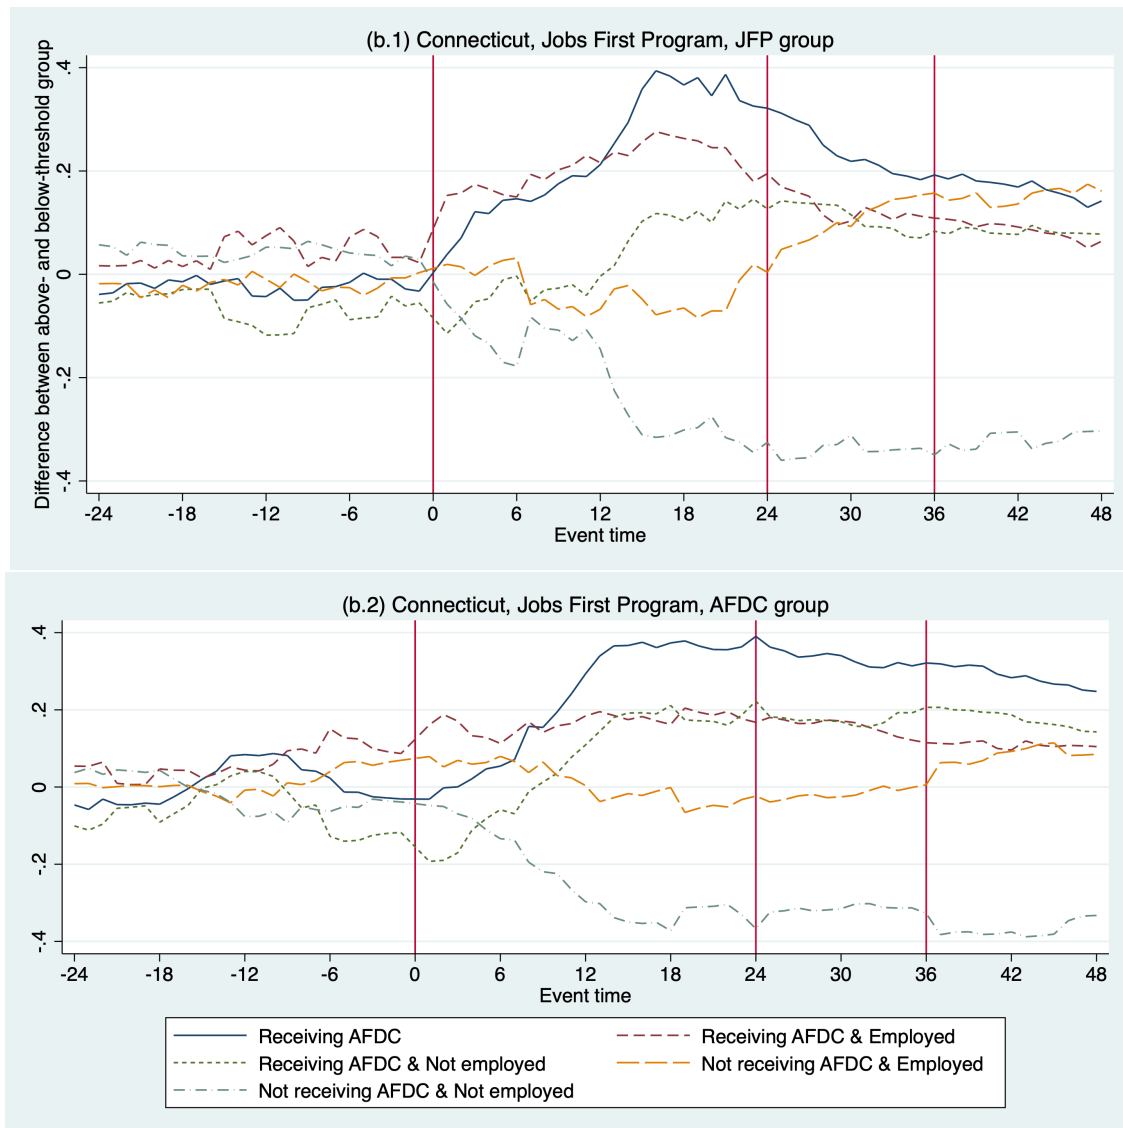 (b.1) Connecticut, Jobs First Program, JFP group
Difference between above- and below-threshold group
.4
.2
0
-.2
-.4
-24 -18 -12 -6 0 6 12 18 24 30 36 42 48
Event time
(b.2) Connecticut, Jobs First Program, AFDC group
.4
.2
0
-.2
-.4
-24 -18 -12 -6 0 6 12 18 24 30 36 42 48
Event time
Receiving AFDC
Receiving AFDC & Employed
Receiving AFDC & Not employed
Not receiving AFDC & Employed
Not receiving AFDC & Not employed